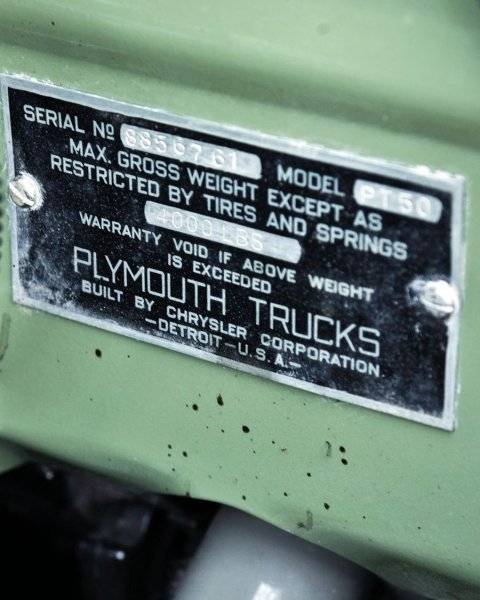 SERIAL Nº 8856761 MODEL PT50
MAX. GROSS WEIGHT EXCEPT AS
RESTRICTED BY TIRES AND SPRINGS
4000 LBS
WARRANTY VOID IF ABOVE WEIGHT
IS EXCEEDED
PLYMOUTH TRUCKS
BUILT BY CHRYSLER CORPORATION
—DETROIT—U.S.A.—